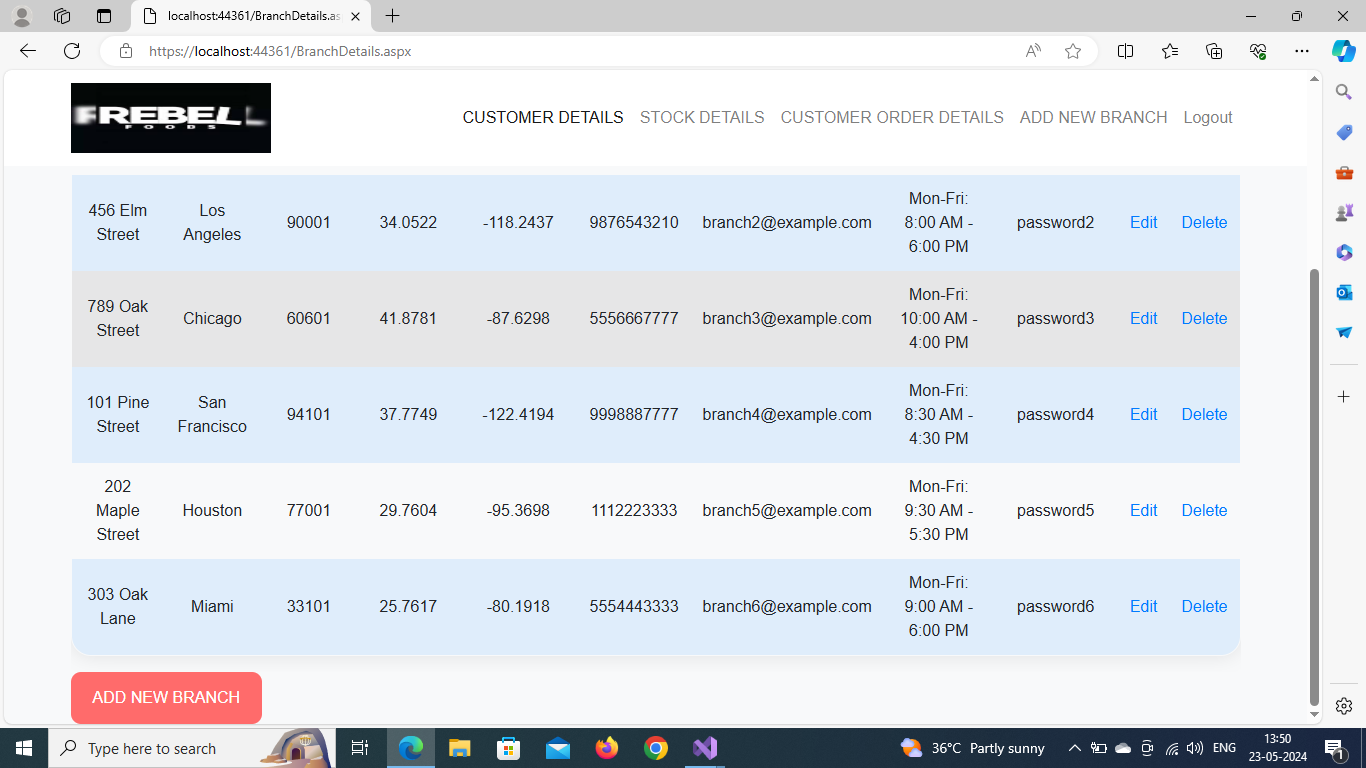 localhost:44361/BranchDetails.as
https://localhost:44361/BranchDetails.aspx
FREBEL L
FOODS
CUSTOMER DETAILS STOCK DETAILS CUSTOMER ORDER DETAILS ADD NEW BRANCH Logout
456 Elm Street Los Angeles 90001 34.0522 -118.2437 9876543210 branch2@example.com Mon-Fri: 8:00 AM - 6:00 PM password2 Edit Delete
789 Oak Street Chicago 60601 41.8781 -87.6298 5556667777 branch3@example.com Mon-Fri: 10:00 AM - 4:00 PM password3 Edit Delete
101 Pine Street San Francisco 94101 37.7749 -122.4194 9998887777 branch4@example.com Mon-Fri: 8:30 AM - 4:30 PM password4 Edit Delete
202 Maple Street Houston 77001 29.7604 -95.3698 1112223333 branch5@example.com Mon-Fri: 9:30 AM - 5:30 PM password5 Edit Delete
303 Oak Lane Miami 33101 25.7617 -80.1918 5554443333 branch6@example.com Mon-Fri: 9:00 AM - 6:00 PM password6 Edit Delete
ADD NEW BRANCH
Type here to search
36°C Partly sunny
ENG
13:50
23-05-2024
1